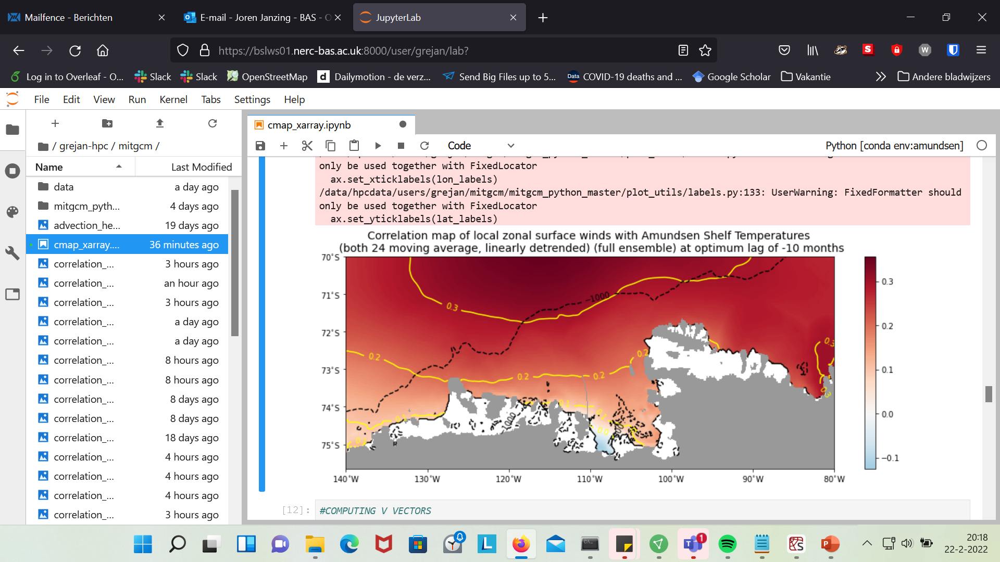 Mailfence - Berichten
E-mail - Joren Janzing - BAS - O
JupyterLab
https://bslws01.nerc-bas.ac.uk:8000/user/grejan/lab?
Log in to Overleaf - O...
Slack
Slack
OpenStreetMap
d
Dailymotion - de verz...
Send Big Files up to 5...
Data
COVID-19 deaths and ...
Google Scholar
Vakantie
Andere bladwijzers
File Edit View Run Kernel Tabs Settings Help
/ grejan-hpc / mitgcm /
Name Last Modified
data a day ago
mitgcm_pyth... 4 days ago
advection_he... 19 days ago
cmap_xarray.... 36 minutes ago
correlation_... 3 hours ago
correlation_... an hour ago
correlation_... 3 hours ago
correlation_... a day ago
correlation_... a day ago
correlation_... 8 hours ago
correlation_... 8 hours ago
correlation_... 8 days ago
correlation_... 8 days ago
correlation_... 18 days ago
correlation_... 4 hours ago
correlation_... 4 hours ago
correlation_... 4 hours ago
correlation_... 3 hours ago
cmap_xarray.ipynb
Code
Python [conda env:amundsen]
only be used together with FixedLocator
ax.set_xticklabels(lon_labels)
/data/hpcdata/users/grejan/mitgcm/mitgcm_python_master/plot_utils/labels.py:133: UserWarning: FixedFormatter should
only be used together with FixedLocator
ax.set_yticklabels(lat_labels)
Correlation map of local zonal surface winds with Amundsen Shelf Temperatures
(both 24 moving average, linearly detrended) (full ensemble) at optimum lag of -10 months
70°S
71°S
72°S
73°S
74°S
75°S
140°W 130°W 120°W 110°W 100°W 90°W 80°W
0.3
−1000
0.2
0.2
0.2
0.2
0.3
0.3
0.1
0.1
0.1
0.1
0.0
-1000
0.3
0.2
0.1
0.0
−0.1
[12]: #COMPUTING V VECTORS
20:18
22-2-2022